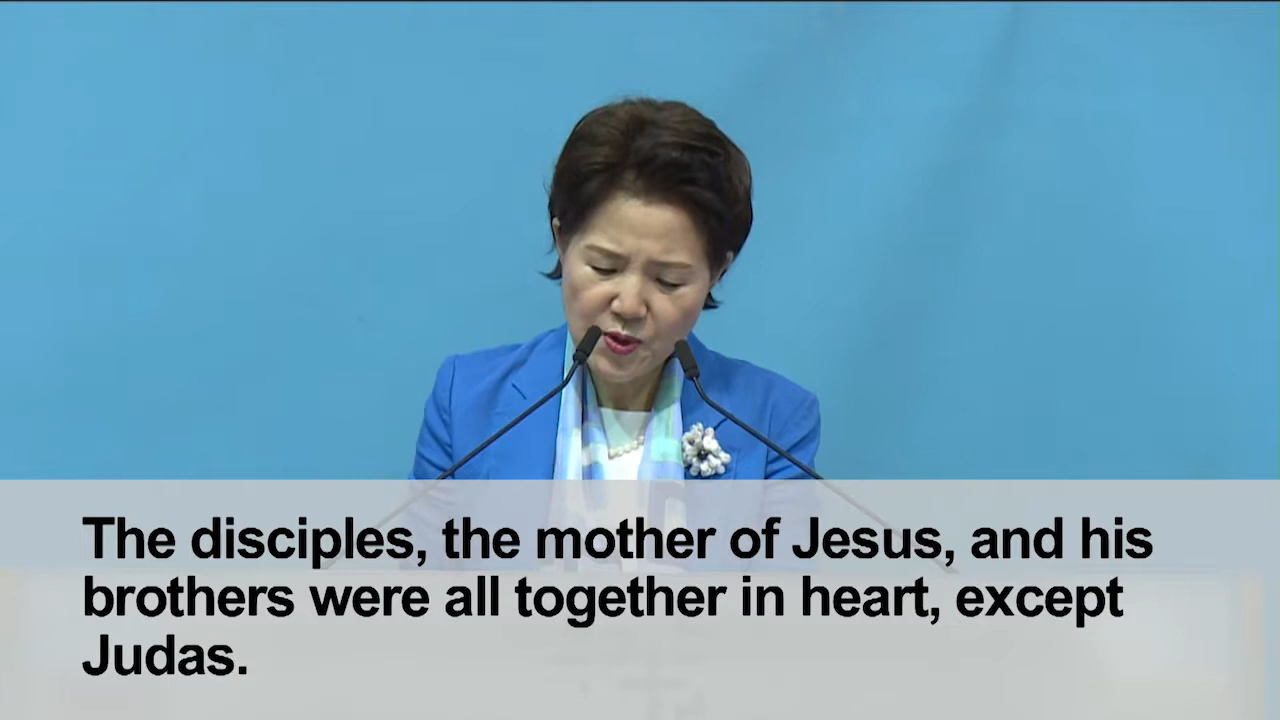 The disciples, the mother of Jesus, and his
brothers were all together in heart, except
Judas.